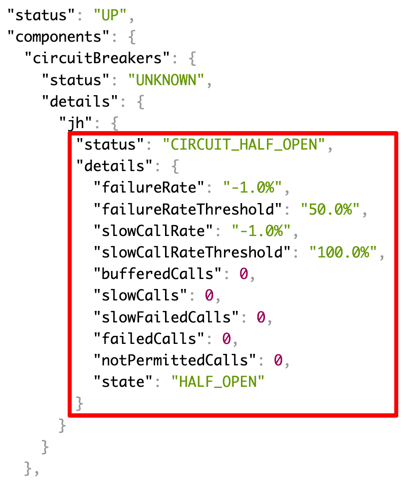 "status": "UP",
"components": {
"circuitBreakers": {
"status": "UNKNOWN",
"details": {
"jh": {
"status": "CIRCUIT_HALF_OPEN",
"details": {
"failureRate": "-1.0%",
"failureRateThreshold": "50.0%",
"slowCallRate": "-1.0%",
"slowCallRateThreshold": "100.0%",
"bufferedCalls": 0,
"slowCalls": 0,
"slowFailedCalls": 0,
"failedCalls": 0,
"notPermittedCalls": 0,
"state": "HALF_OPEN"
}
}
}
},